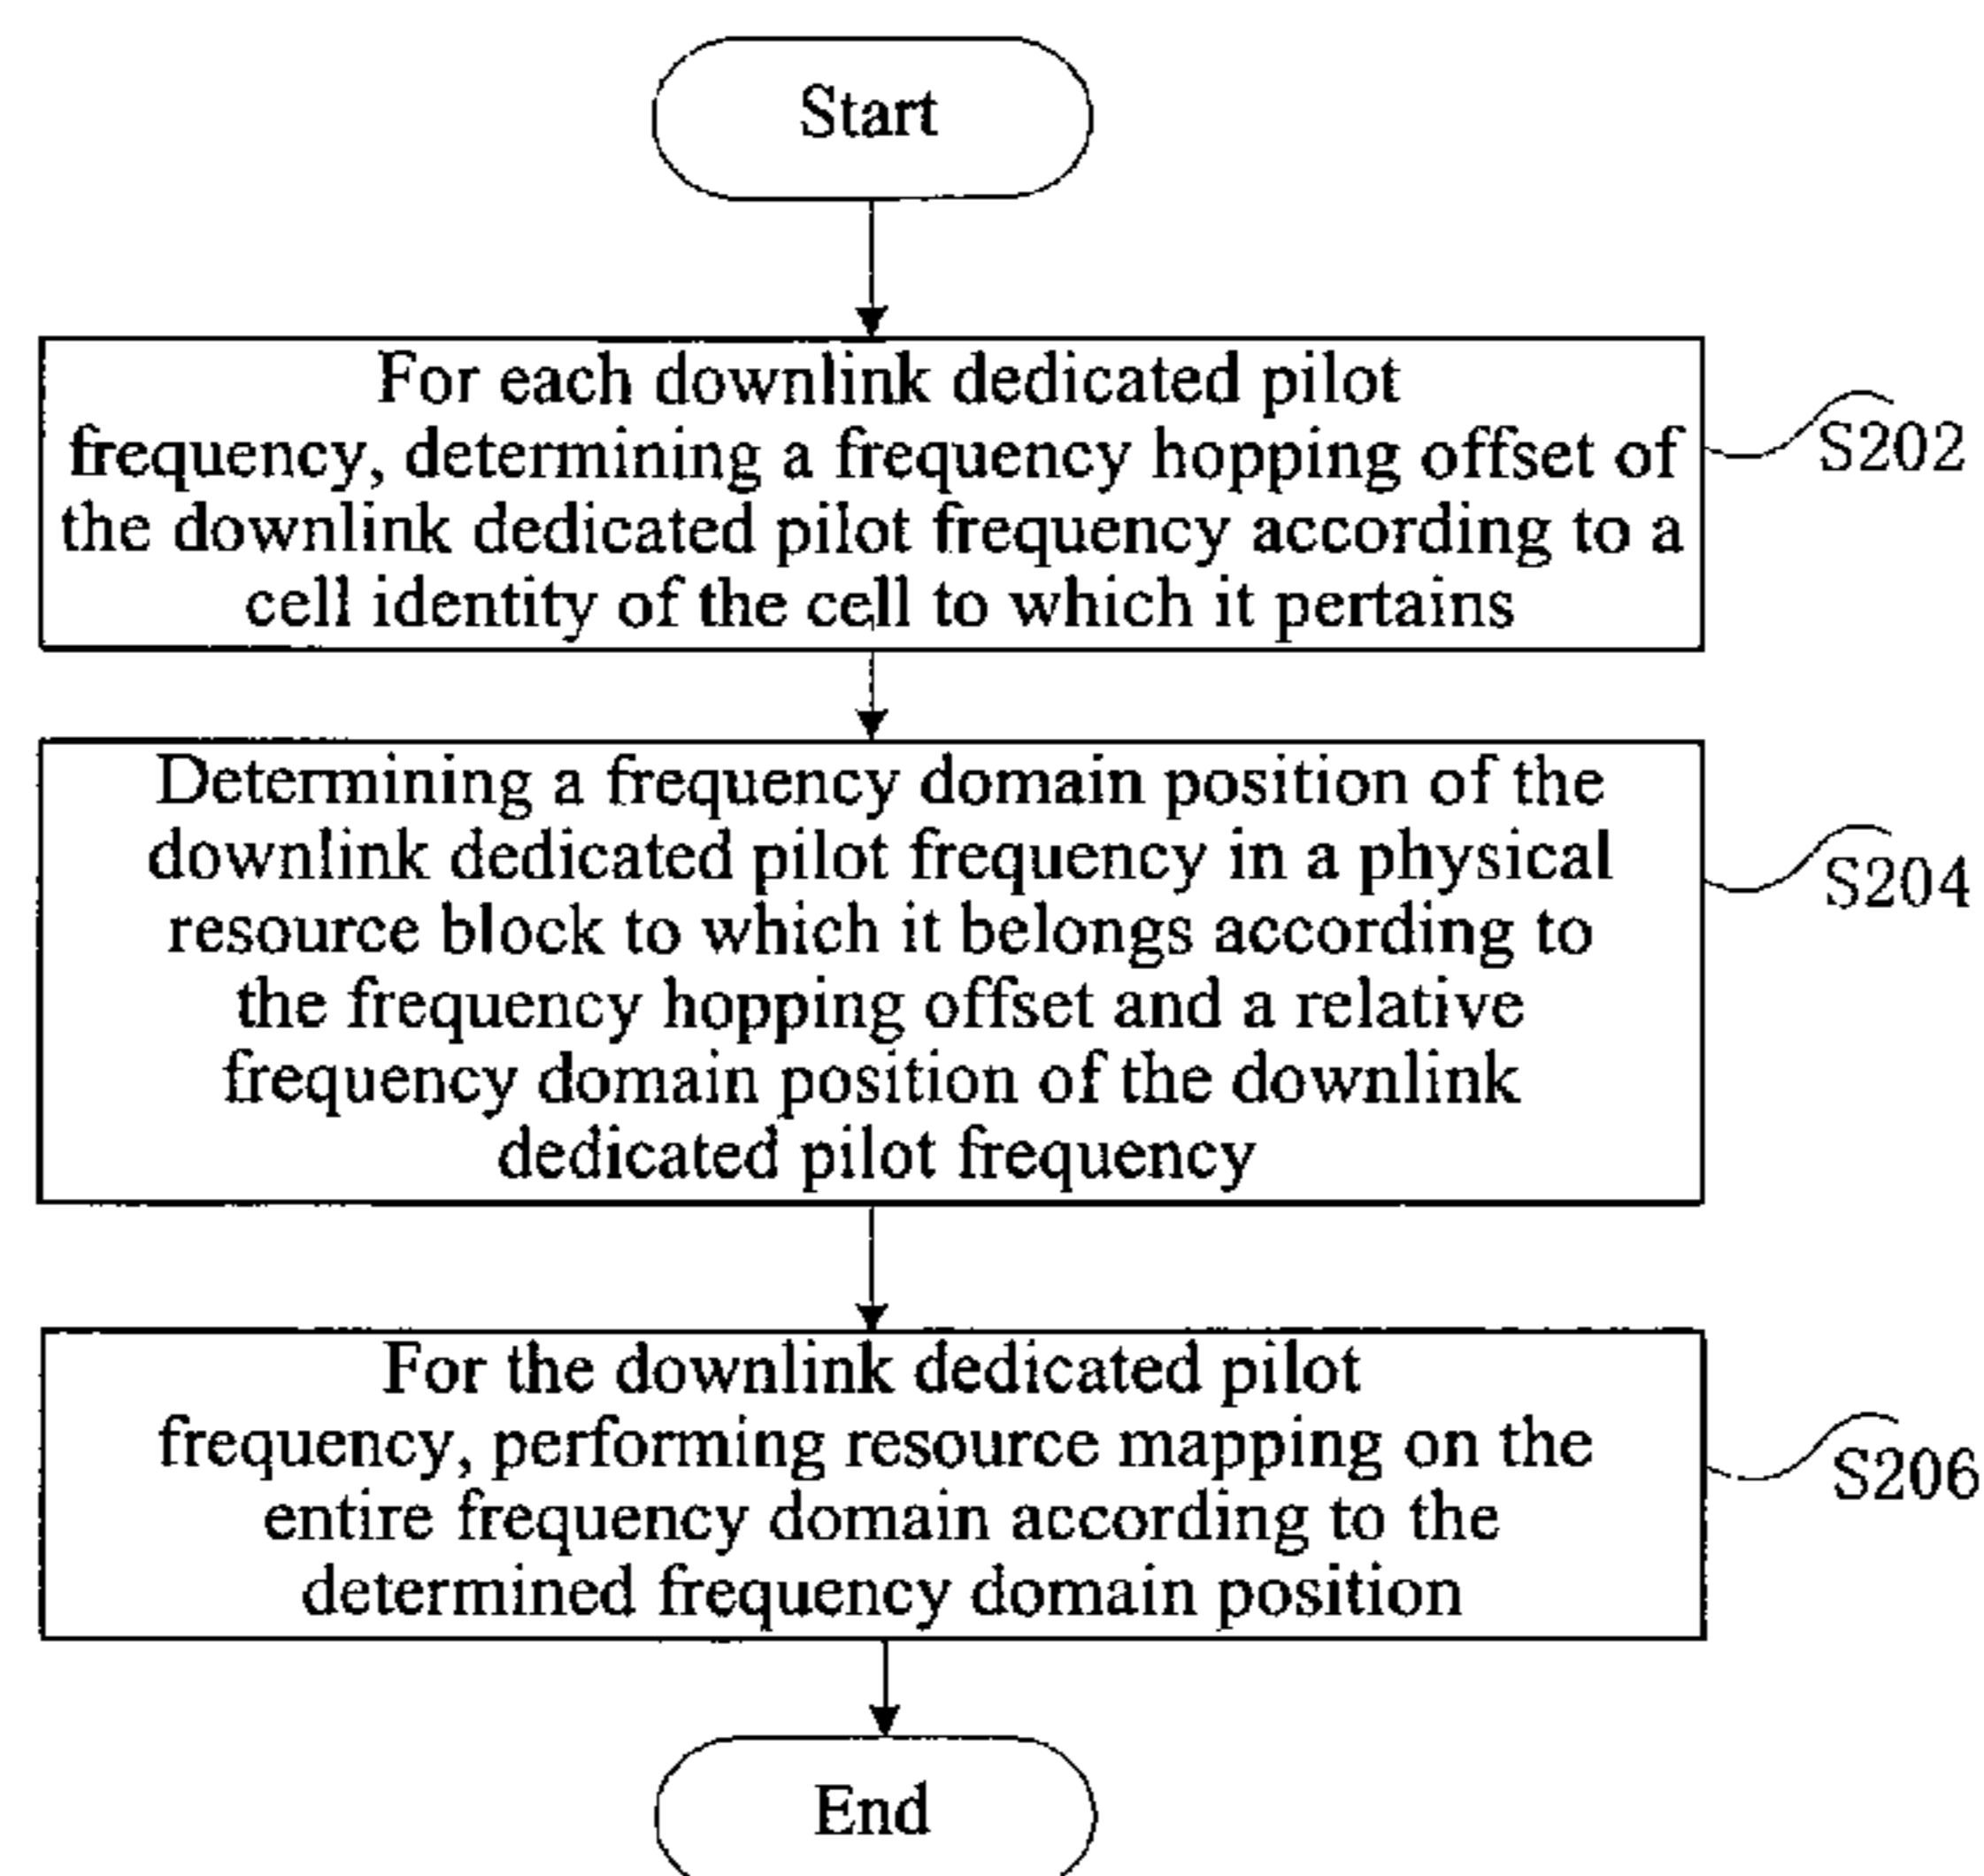 Start
For each downlink dedicated pilot
frequency, determining a frequency hopping offset of
the downlink dedicated pilot frequency according to a
cell identity of the cell to which it pertains
S202
Determining a frequency domain position of the
downlink dedicated pilot frequency in a physical
resource block to which it belongs according to
the frequency hopping offset and a relative
frequency domain position of the downlink
dedicated pilot frequency
S204
For the downlink dedicated pilot
frequency, performing resource mapping on the
entire frequency domain according to the
determined frequency domain position
S206
End